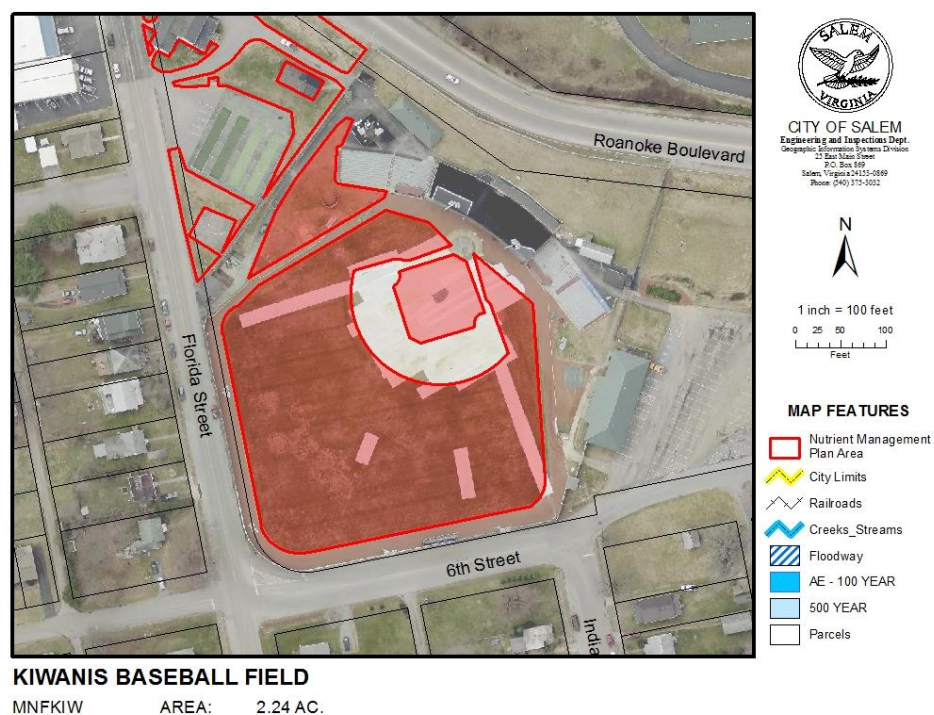 Roanoke Boulevard
Florida Street
6th Street
India
SALEM
VIRGINIA
CITY OF SALEM
Engineering and Inspections Dept.
Geographic Information Systems Division
25 East Main Street
P.O. Box 869
Salem, Virginia 24153-0869
Phone: (540) 375-3032
N
1 inch = 100 feet
0 25 50 100
Feet
MAP FEATURES
Nutrient Management
Plan Area
City Limits
Railroads
Creeks_Streams
Floodway
AE - 100 YEAR
500 YEAR
Parcels
KIWANIS BASEBALL FIELD
MNFKIW AREA: 2.24 AC.